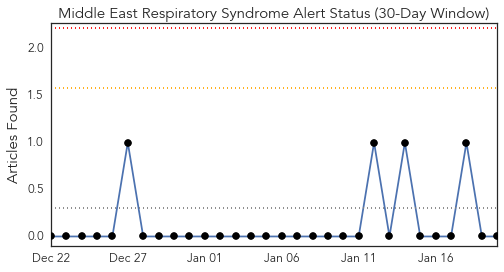 Middle East Respiratory Syndrome Alert Status (30-Day Window)
Articles Found
2.0
1.5
1.0
0.5
0.0
Dec 22 Dec 27 Jan 01 Jan 06 Jan 11 Jan 16